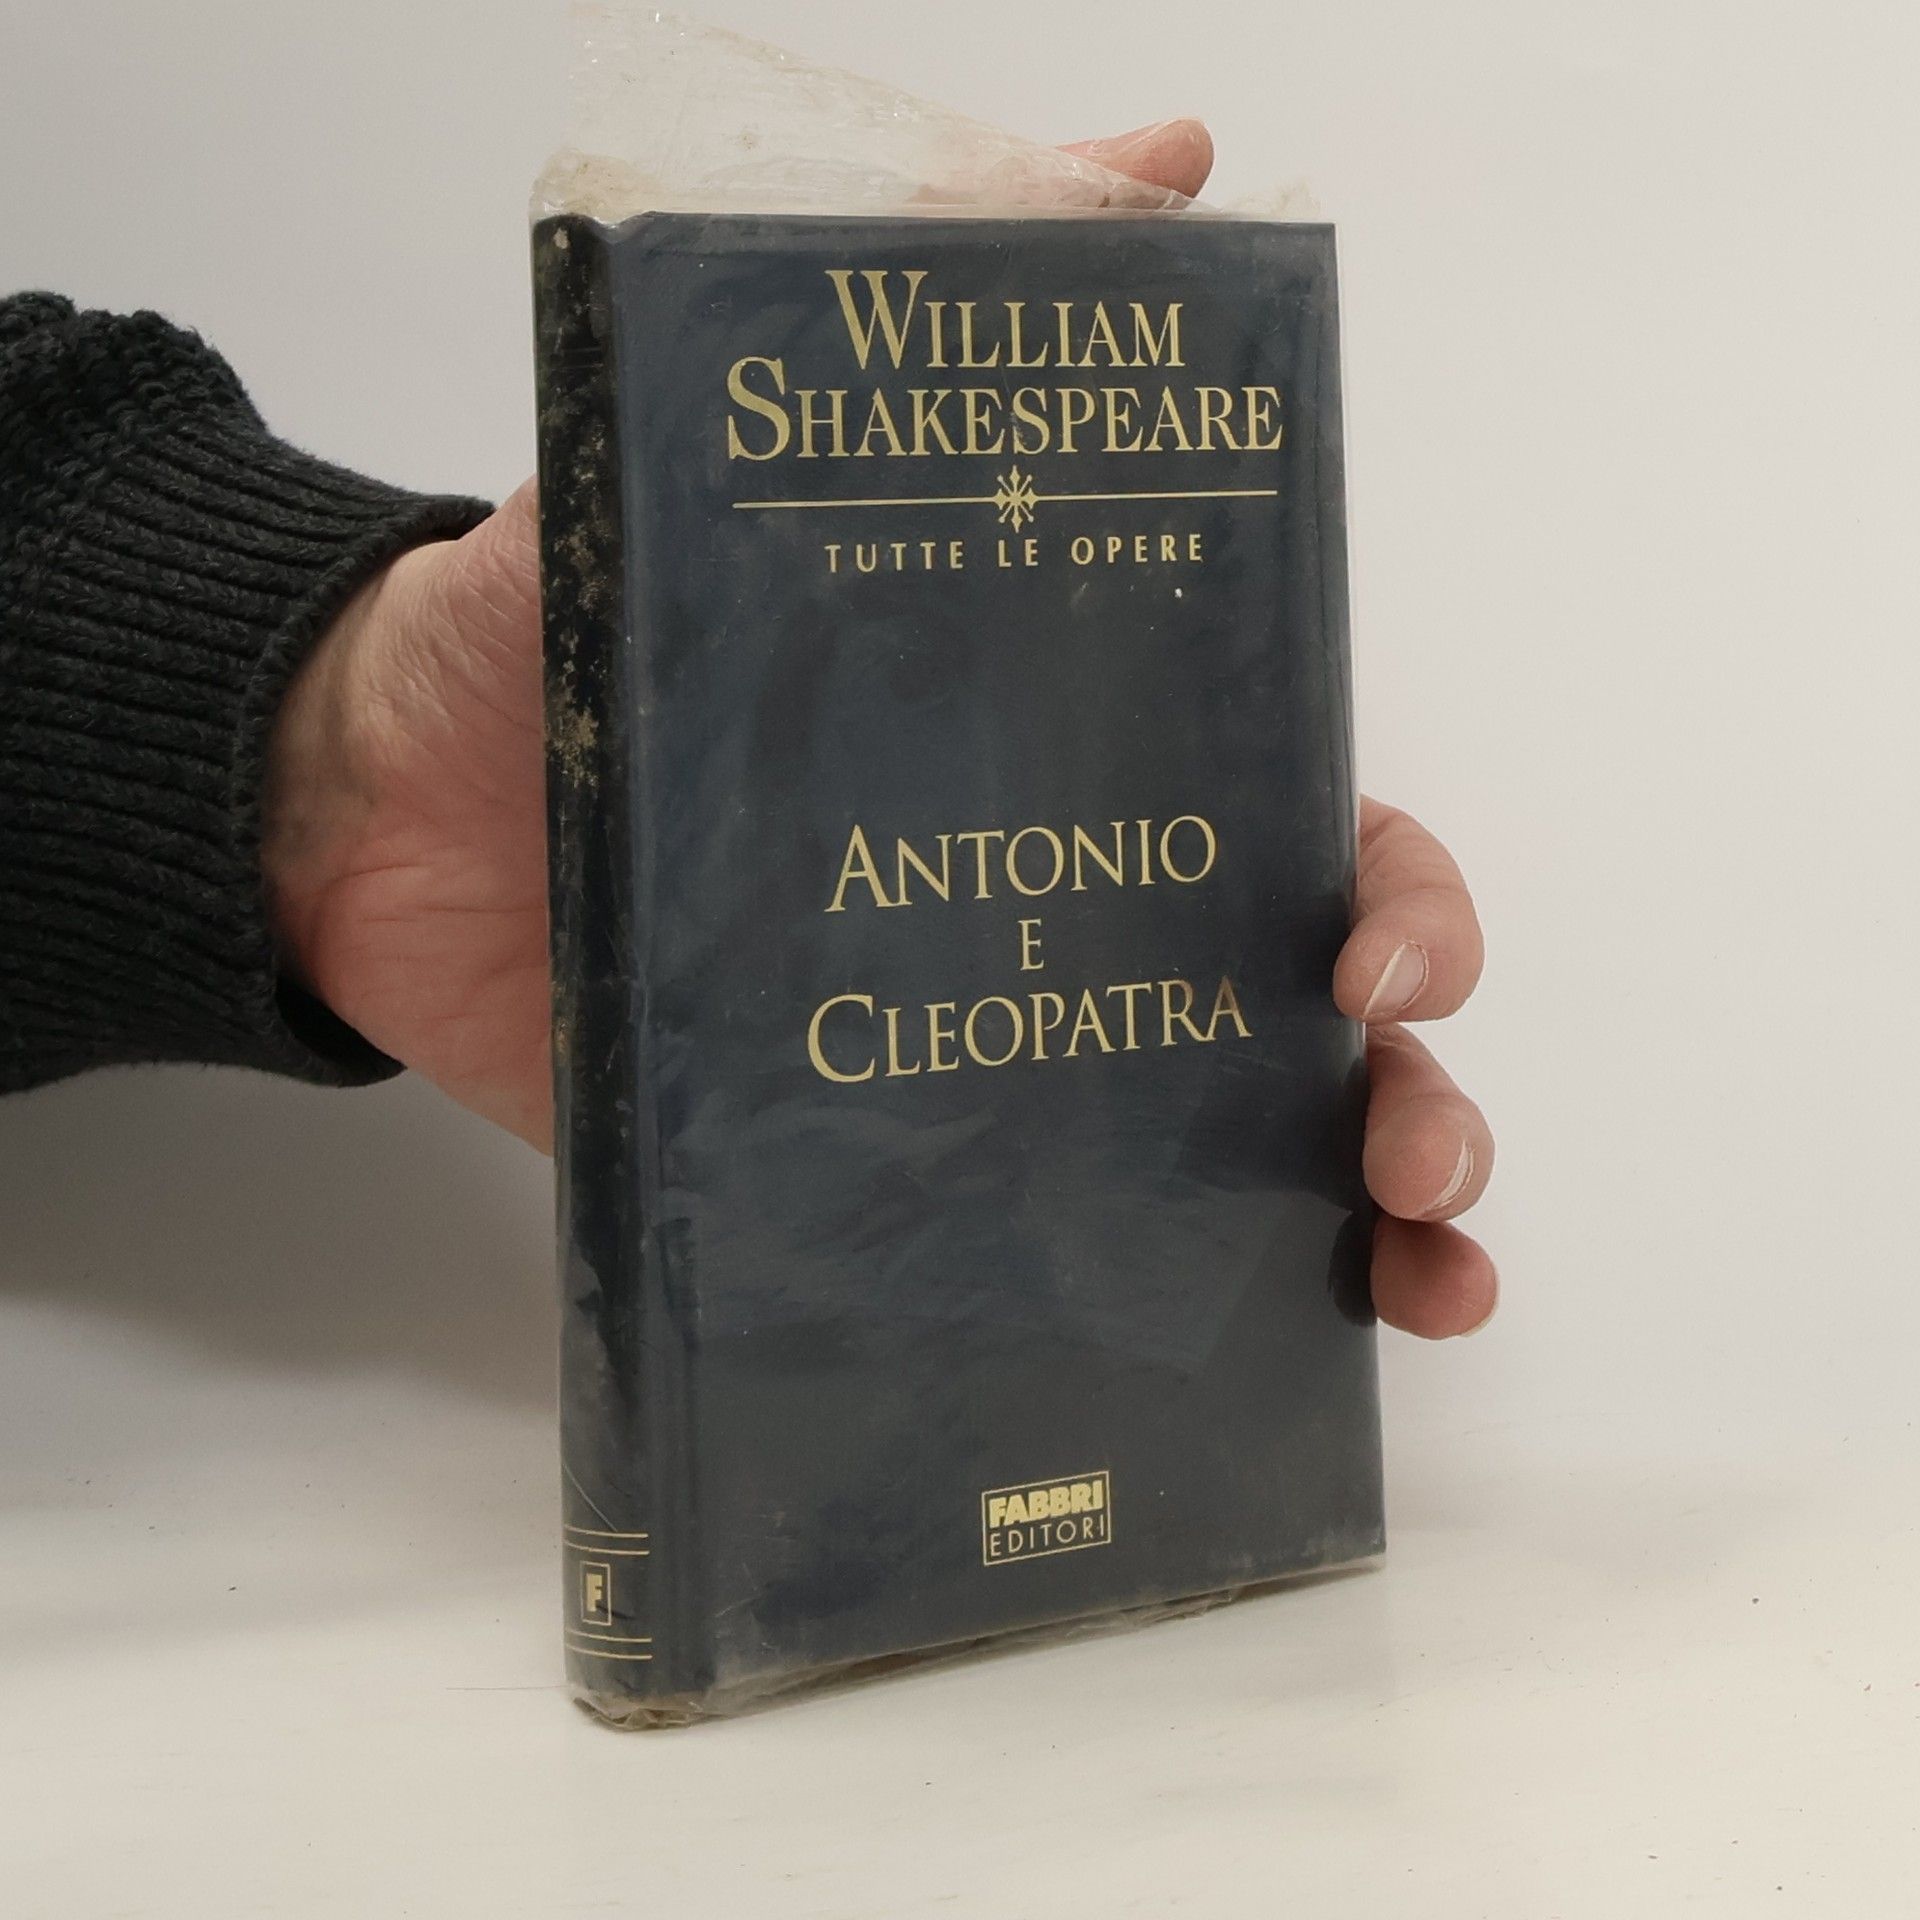 WILLIAM
SHAKESPEARE
TUTTE LE OPERE
ANTONIO
E
CLEOPATRA
FABBRI
EDITORI
F